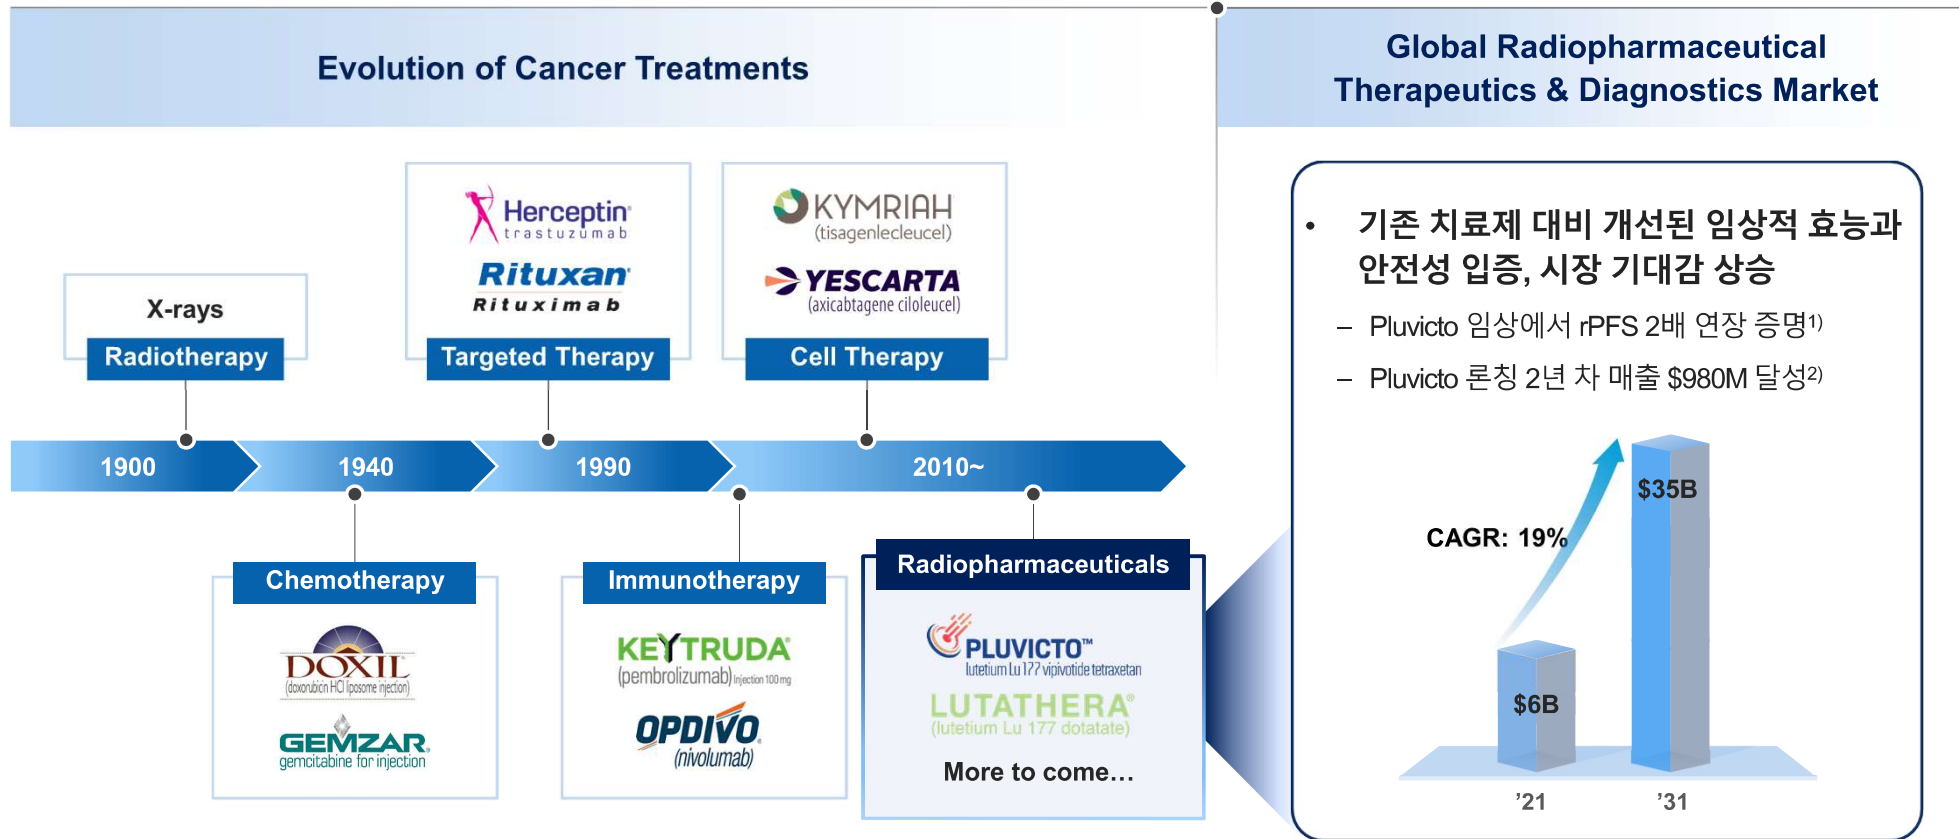 Evolution of Cancer Treatments
X-rays
Radiotherapy
Herceptin®
trastuzumab
Rituxan®
Rituximab
Targeted Therapy
KYMRIAH
(tisagenlecleucel)
YESCARTA
(axicabtagene ciloleucel)
Cell Therapy
1900
1940
1990
2010~
Chemotherapy
DOXIL®
(doxorubicin HCl liposome injection)
GEMZAR®
gemcitabine for injection
Immunotherapy
KEYTRUDA®
(pembrolizumab) Injection 100 mg
OPDIVO®
(nivolumab)
Radiopharmaceuticals
PLUVICTO™
lutetium Lu 177 vipivotide tetraxetan
LUTATHERA®
(lutetium Lu 177 dotatate)
More to come…
Global Radiopharmaceutical
Therapeutics & Diagnostics Market
• 기존 치료제 대비 개선된 임상적 효능과
안전성 입증, 시장 기대감 상승
– Pluvicto 임상에서 rPFS 2배 연장 증명1)
– Pluvicto 론칭 2년 차 매출 $980M 달성2)
CAGR: 19%
$35B
$6B
’21
’31